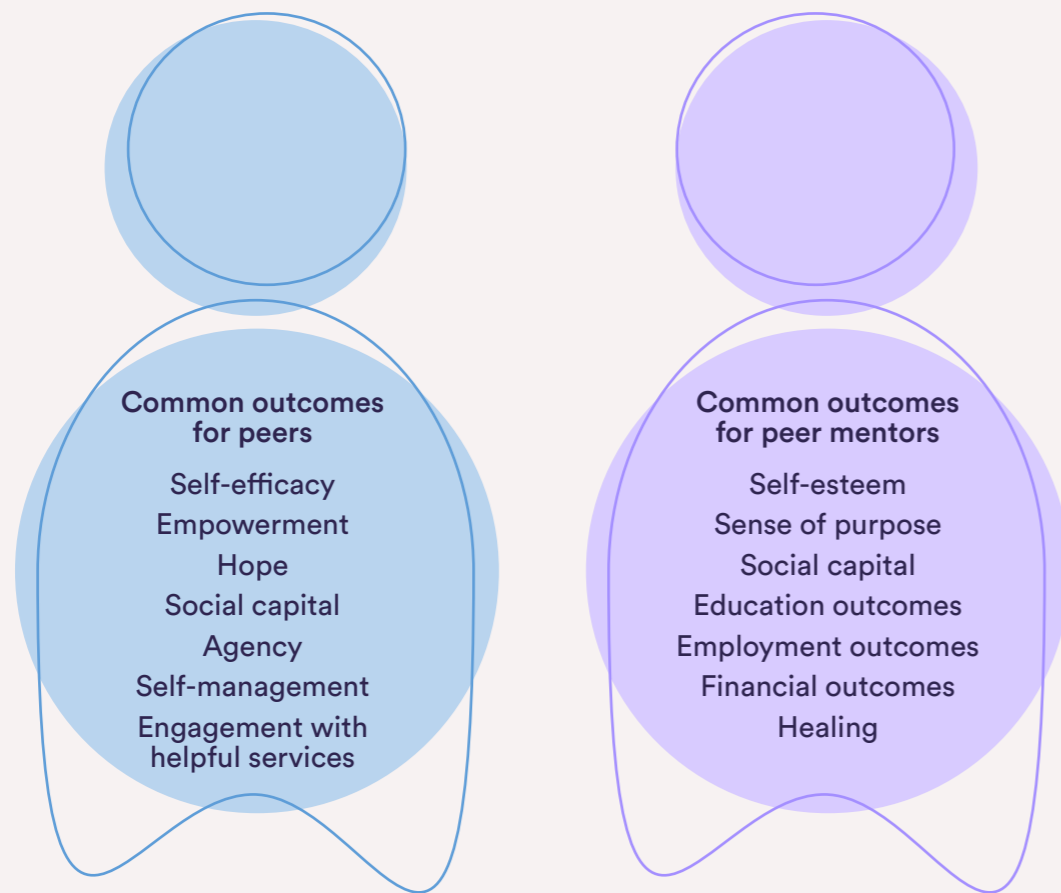 Common outcomes
for peers
Self-efficacy
Empowerment
Hope
Social capital
Agency
Self-management
Engagement with
helpful services
Common outcomes
for peer mentors
Self-esteem
Sense of purpose
Social capital
Education outcomes
Employment outcomes
Financial outcomes
Healing